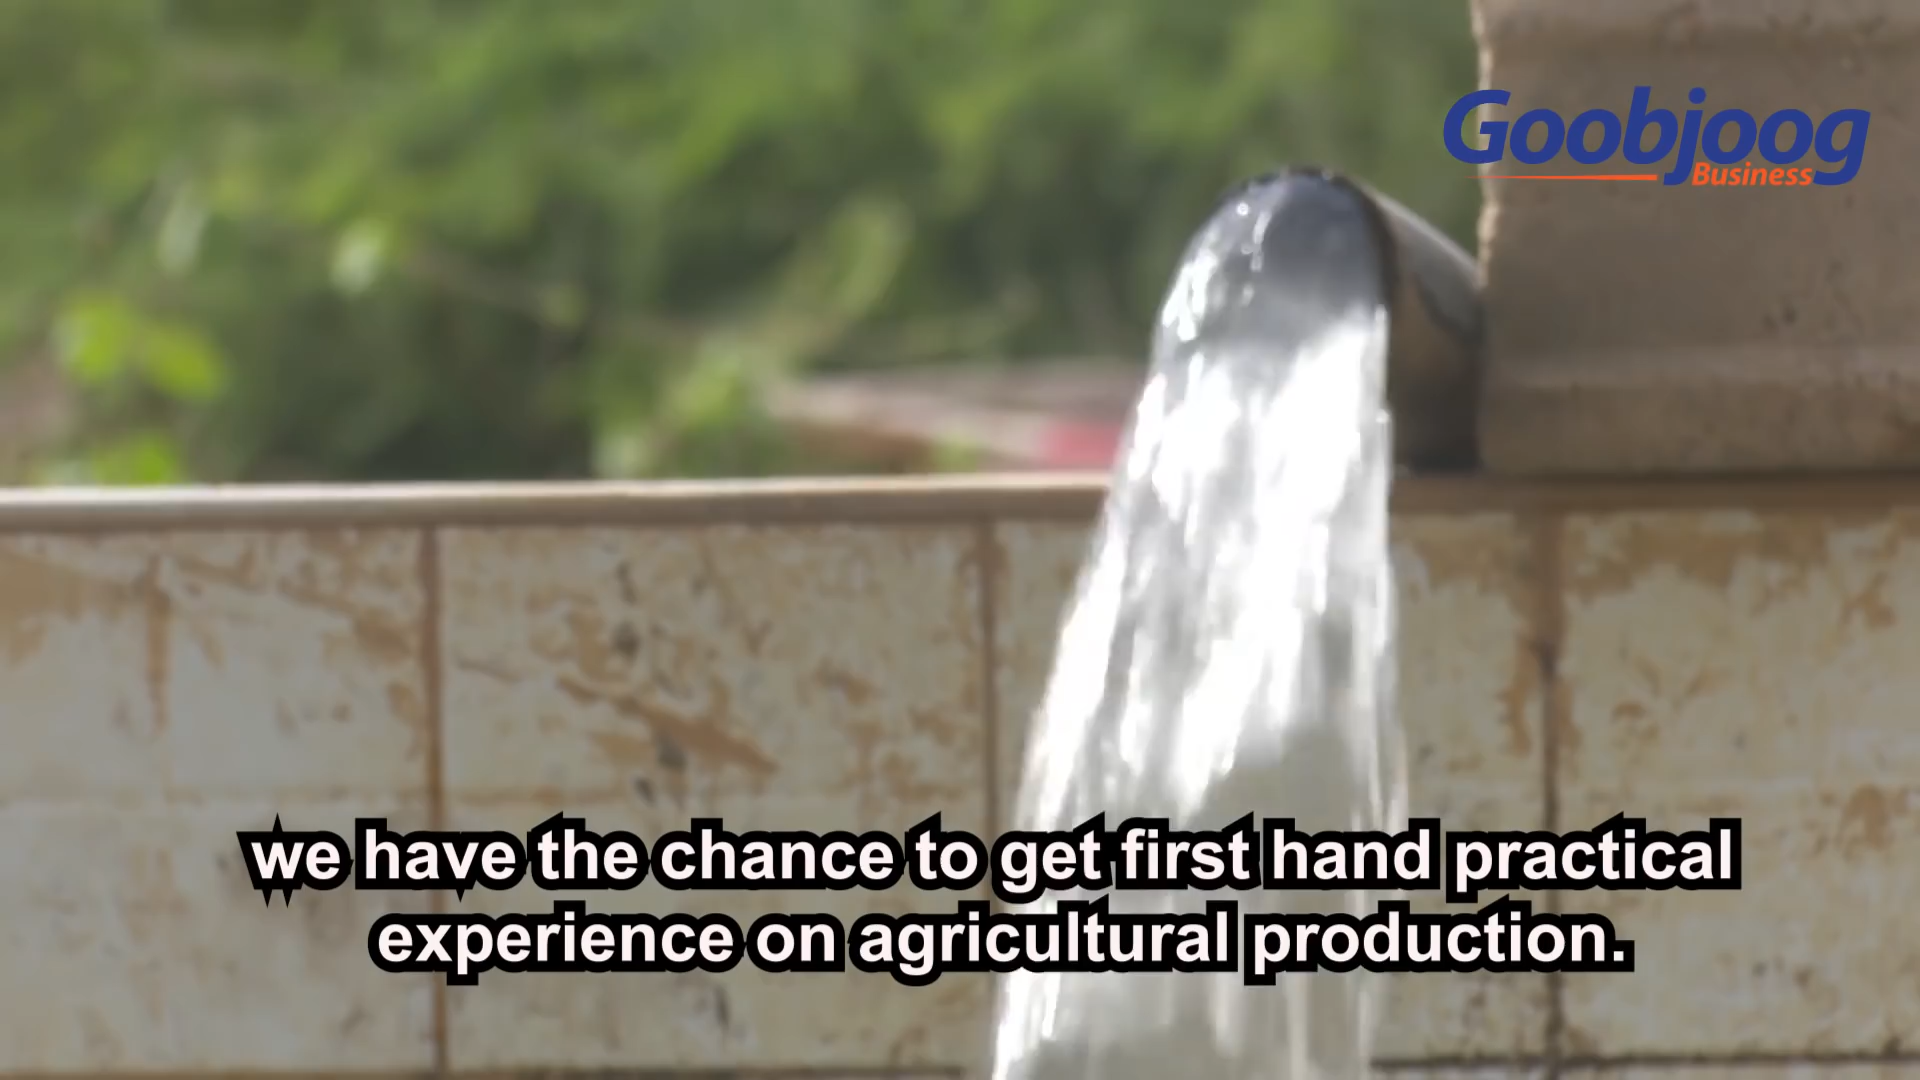 Goobjoog
Business
we have the chance to get first hand practical
experience on agricultural production.